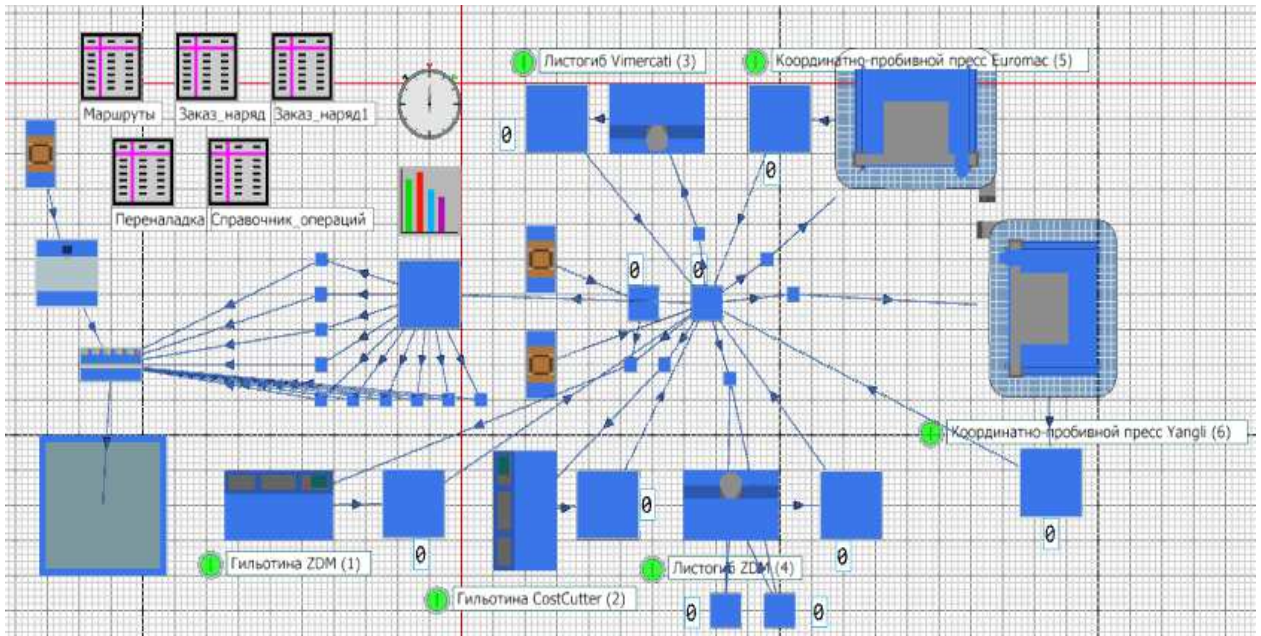 Листогиб Vimercati (3)
Координатно-пробивной пресс Euromac (5)
Маршруты
Заказ_наряд
Заказ_наряд1
0
0
Переналадка
Справочник_операций
0
0
Координатно-пробивной пресс Yangli (6)
0
0
0
0
Гильотина ZDM (1)
Листогиб ZDM (4)
Гильотина CostCutter (2)
0
0